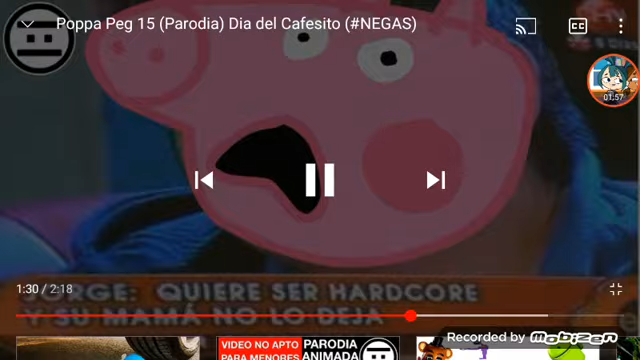 Poppa Peg 15 (Parodia) Dia del Cafesito (#NEGAS)
CC
01:57
1:30 / 2:18
JORGE: QUIERE SER HARDCORE
Y SU MAMÁ NO LO DEJA
Recorded by Mobizen
VIDEO NO APTO
PARA MENORES
PARODIA
ANIMADA